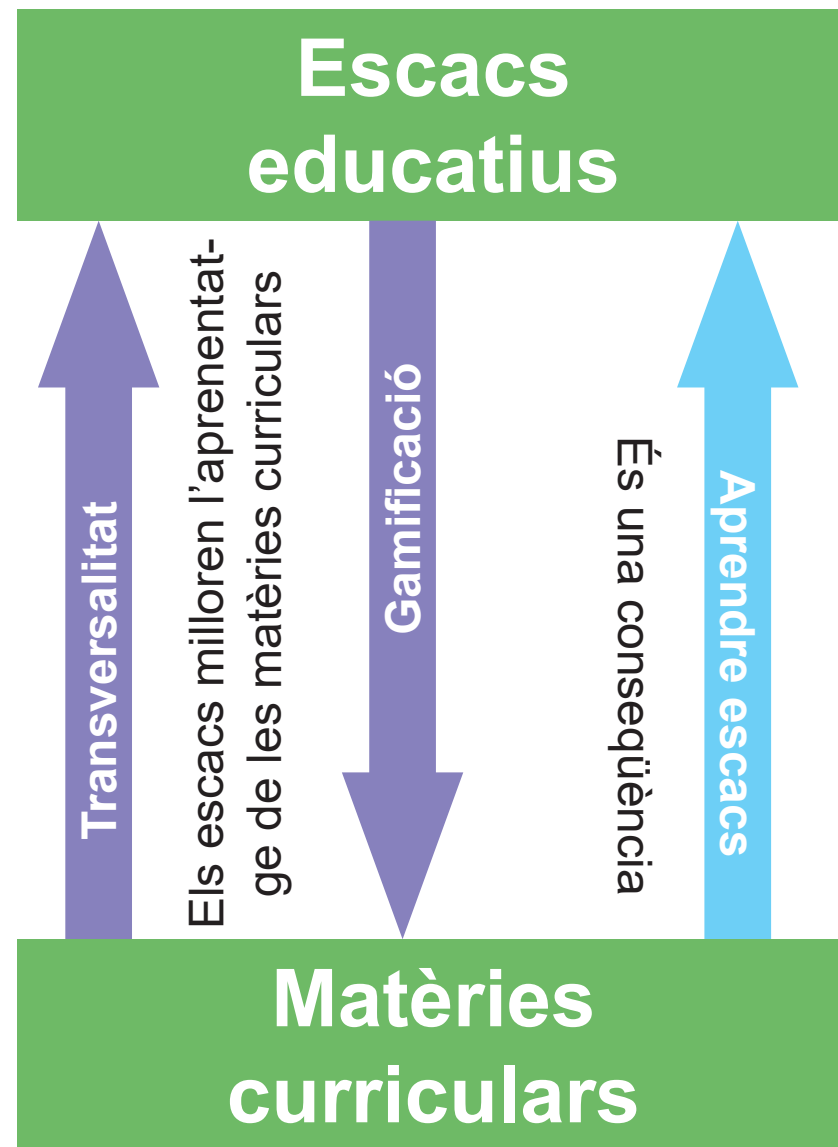 Escacs
educatius
Transversalitat
Els escacs milloren l’aprenentat-
ge de les matèries curriculars
Gamificació
És una conseqüència
Aprendre escacs
Matèries
curriculars